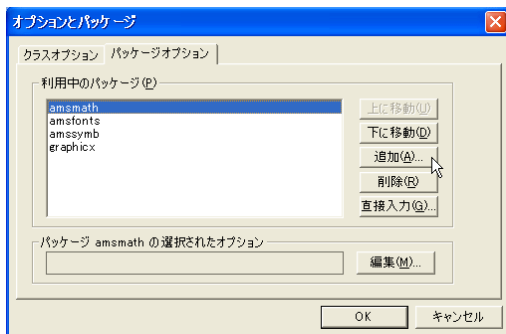 オプションとパッケージ
クラスオプション パッケージオプション
利用中のパッケージ(P)
amsmath
amsfonts
amssymb
graphicx
上に移動(U)
下に移動(D)
追加(A)...
削除(R)
直接入力(G)...
パッケージ amsmath の選択されたオプション
編集(M)...
OK キャンセル